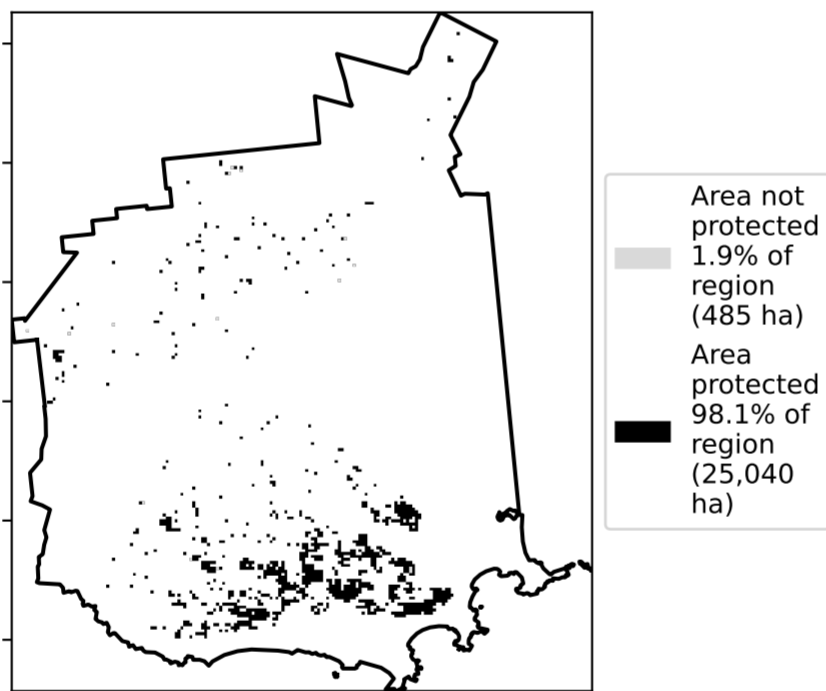 Area not
protected
1.9% of
region
(485 ha)
Area
protected
98.1% of
region
(25,040
ha)